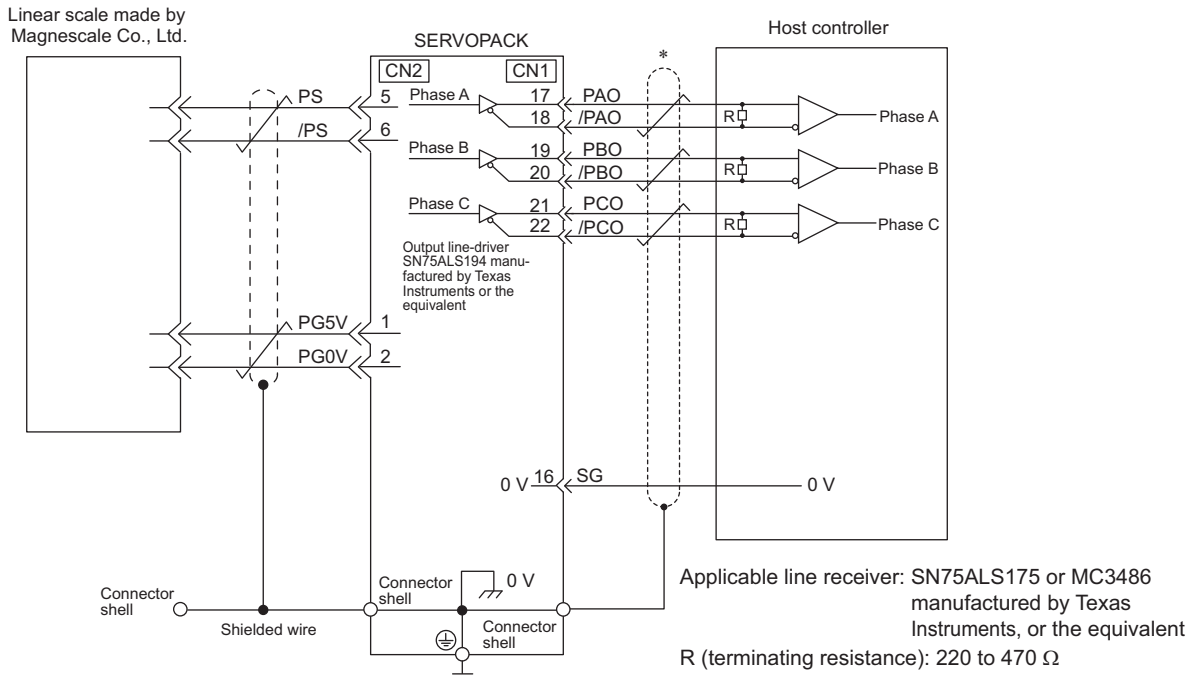 Linear scale made by
Magnescale Co., Ltd.
SERVOPACK
*
Host controller
CN2
CN1
PS
5
Phase A
17
PAO
R
Phase A
18
/PAO
/PS
6
Phase B
19
PBO
R
Phase B
20
/PBO
Phase C
21
PCO
R
Phase C
22
/PCO
Output line-driver
SN75ALS194 manu-
factured by Texas
Instruments or the
equivalent
PG5V
1
PG0V
2
0 V
16
SG
0 V
Connector
shell
Shielded wire
Connector
shell
0 V
Connector
shell
Applicable line receiver: SN75ALS175 or MC3486
manufactured by Texas
Instruments, or the equivalent
R (terminating resistance): 220 to 470 Ω